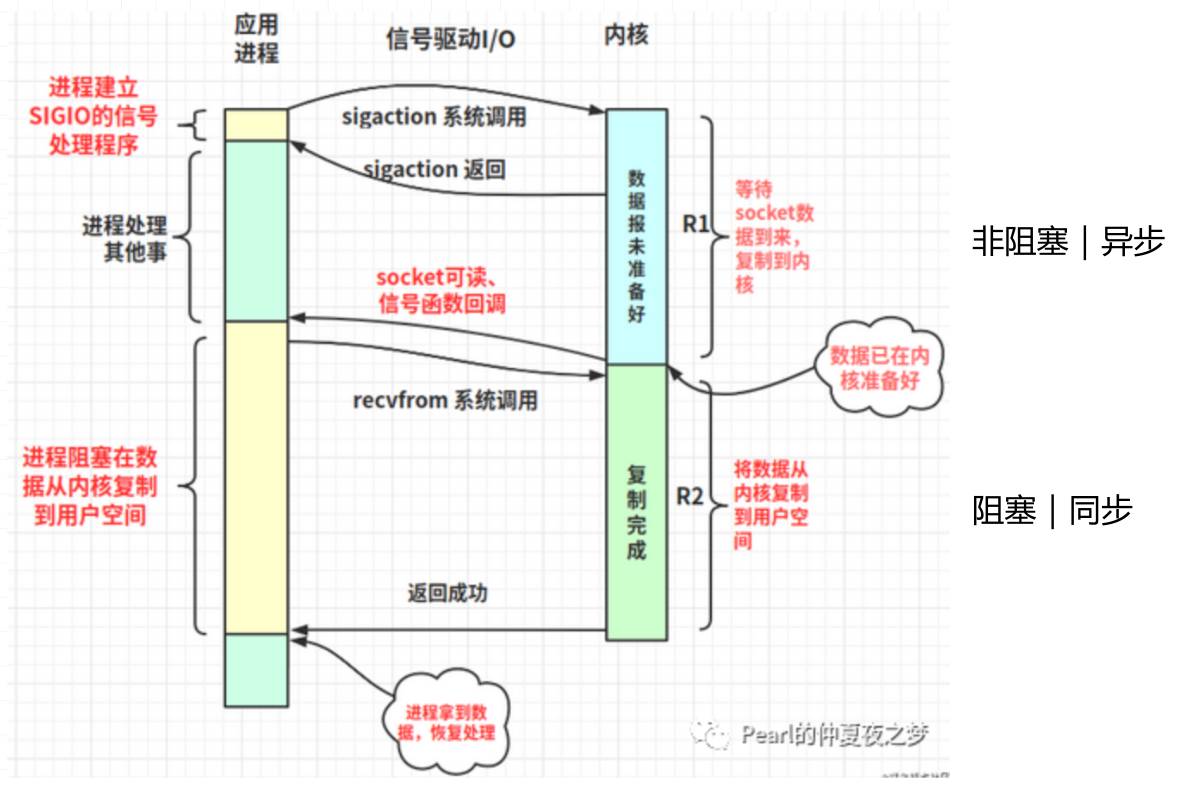 应用
进程
信号驱动I/O
内核
进程建立
SIGIO的信号
处理程序
sigaction 系统调用
sigaction 返回
进程处理
其他事
数
据
报
未
准
备
好
R1
等待
socket数
据到来，
复制到内
核
非阻塞｜异步
socket可读、
信号函数回调
数据已在内
核准备好
recvfrom 系统调用
进程阻塞在数
据从内核复制
到用户空间
复
制
完
成
R2
将数据从
内核复制
到用户空
间
阻塞｜同步
返回成功
进程拿到数
据，恢复处理
Pearl的仲夏夜之梦